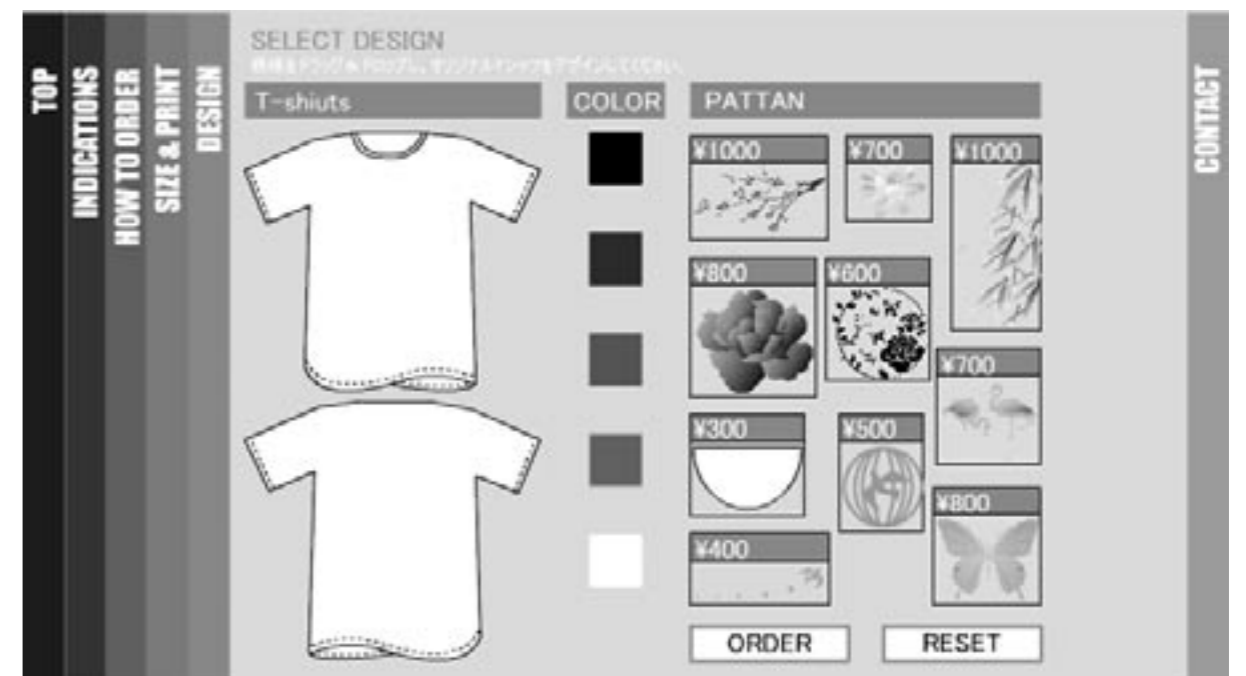 TOP
INDICATIONS
HOW TO ORDER
SIZE & PRINT
DESIGN
SELECT DESIGN
T-shiuts
COLOR
PATTAN
¥1000
¥700
¥1000
¥800
¥600
¥700
¥300
¥500
¥800
¥400
ORDER
RESET
CONTACT